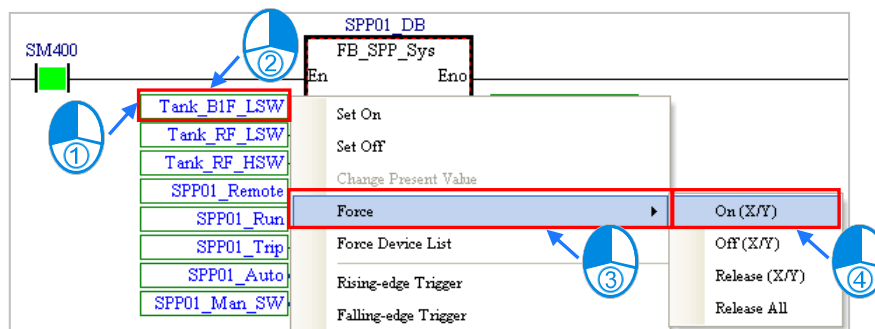 SPP01_DB
SM400
FB_SPP_Sys
En Eno
②
①
Tank_B1F_LSW
Tank_RF_LSW
Tank_RF_HSW
SPP01_Remote
SPP01_Run
SPP01_Trip
SPP01_Auto
SPP01_Man_SW
Set On
Set Off
Change Present Value
Force
Force Device List
Rising-edge Trigger
Falling-edge Trigger
③
On (X/Y)
Off (X/Y)
Release (X/Y)
Release All
④